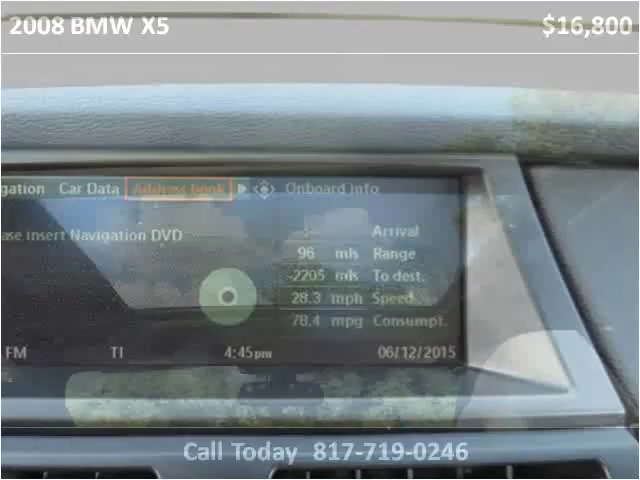 2008 BMW X5 $16,800
gation Car Data Address book Onboard info
ase insert Navigation DVD
Arrival
96 mls Range
-2205 mls To dest.
28.3 mph Speed
78.4 mpg Consumpt.
FM TI 4:45pm 06/12/2015
Call Today 817-719-0246